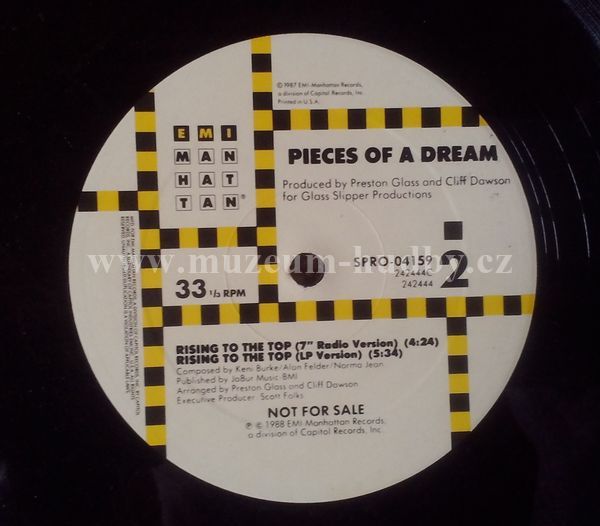 © 1987 EMI-Manhattan Records,
a division of Capitol Records, Inc.
Printed in U.S.A.
EMI
MAN
HAT
TAN®
PIECES OF A DREAM
Produced by Preston Glass and Cliff Dawson
for Glass Slipper Productions
www.muzeum-hudby.cz
SPRO-04159
242444C
242444
2
33 1/3 RPM
RISING TO THE TOP (7" Radio Version) (4:24)
RISING TO THE TOP (LP Version) (5:34)
Composed by Keni Burke/Alan Felder/Norma Jean
Published by JoBur Music-BMI
Arranged by Preston Glass and Cliff Dawson
Executive Producer: Scott Folks
NOT FOR SALE
℗ © 1988 EMI-Manhattan Records,
a division of Capitol Records, Inc.